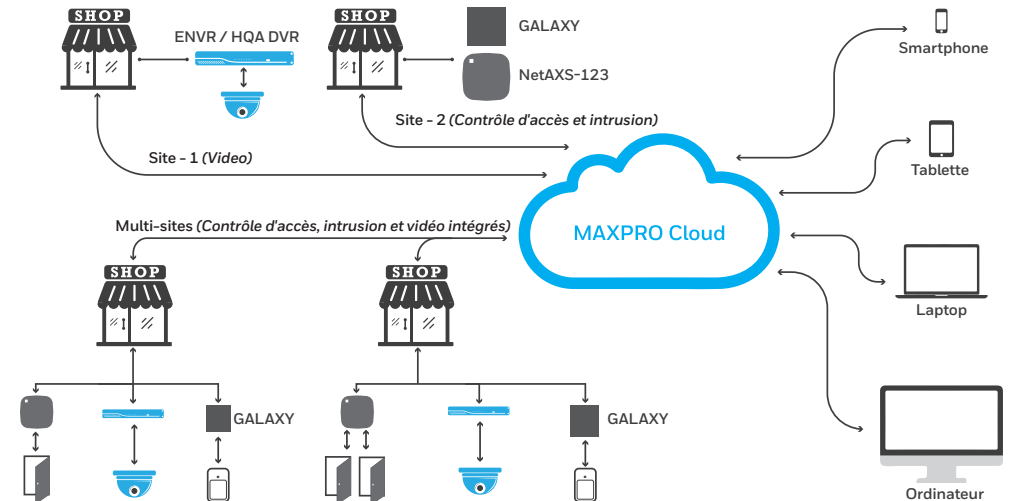 SHOP
ENVR / HQA DVR
SHOP
GALAXY
NetAXS-123
Smartphone
Site - 2 (Contrôle d'accès et intrusion)
Site - 1 (Video)
Tablette
Multi-sites (Contrôle d'accès, intrusion et vidéo intégrés)
MAXPRO Cloud
SHOP
SHOP
Laptop
GALAXY
GALAXY
Ordinateur